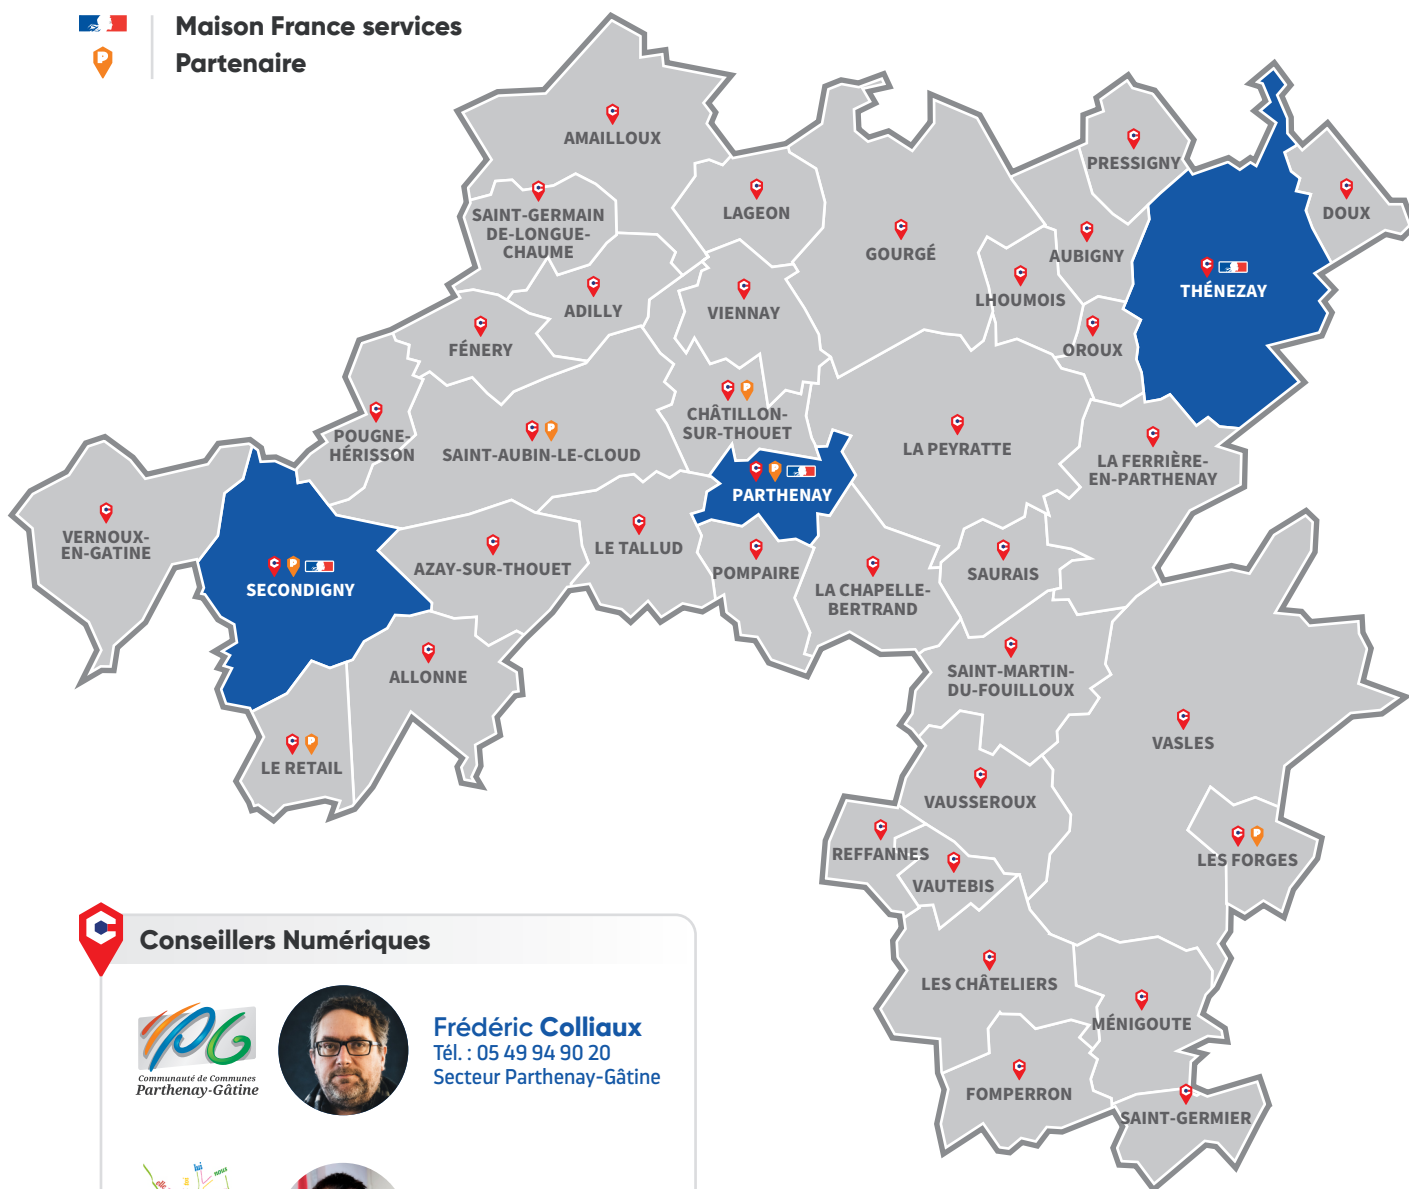 Maison France services
Partenaire
AMAILLOUX
PRESSIGNY
SAINT-GERMAIN
DE-LONGUE-
CHAUME
LAGEON
DOUX
GOURGÉ
AUBIGNY
THÉNEZAY
LHOUMOIS
ADILLY
VIENNAY
FÉNERY
OROUX
CHÂTILLON-
SUR-THOUET
POUGNE-
HÉRISSON
SAINT-AUBIN-LE-CLOUD
LA PEYRATTE
LA FERRIÈRE-
EN-PARTHENAY
PARTHENAY
VERNOUX-
EN-GATINE
LE TALLUD
AZAY-SUR-THOUET
POMPAIRE
SAURAIS
SECONDIGNY
LA CHAPELLE-
BERTRAND
ALLONNE
SAINT-MARTIN-
DU-FOUILLOUX
VASLES
LE RETAIL
VAUSSEROUX
REFFANNES
LES FORGES
VAUTEBIS
LES CHÂTELIERS
MÉNIGOUTE
FOMPERRON
SAINT-GERMIER
Conseillers Numériques
Communauté de Communes
Parthenay-Gâtine
Frédéric Colliaux
Tél. : 05 49 94 90 20
Secteur Parthenay-Gâtine